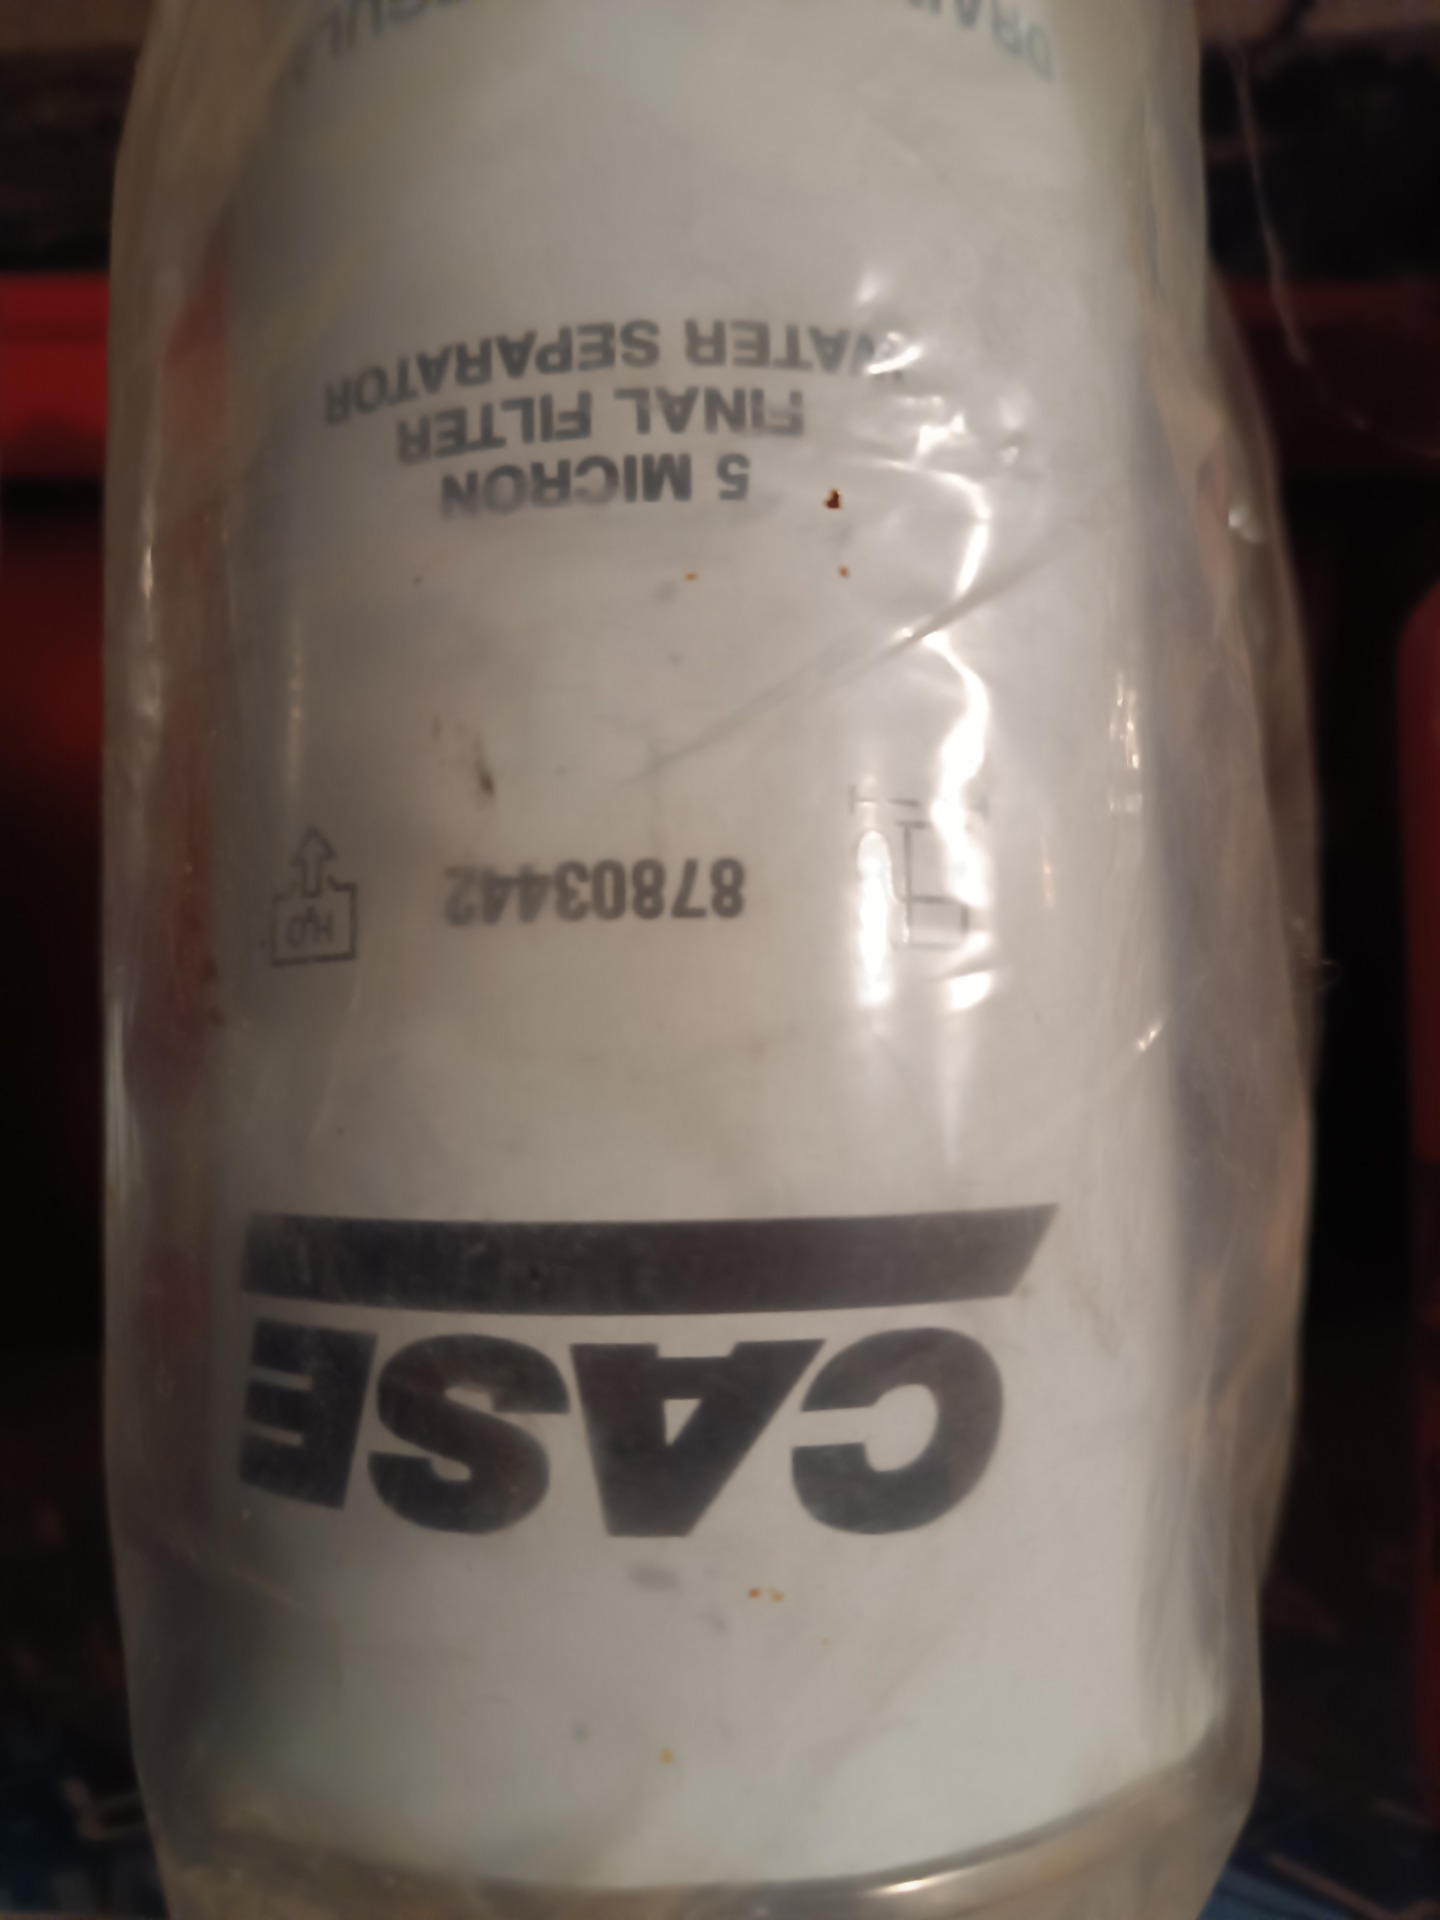 CASE
87803442
H₂O
5 MICRON
FINAL FILTER
WATER SEPARATOR